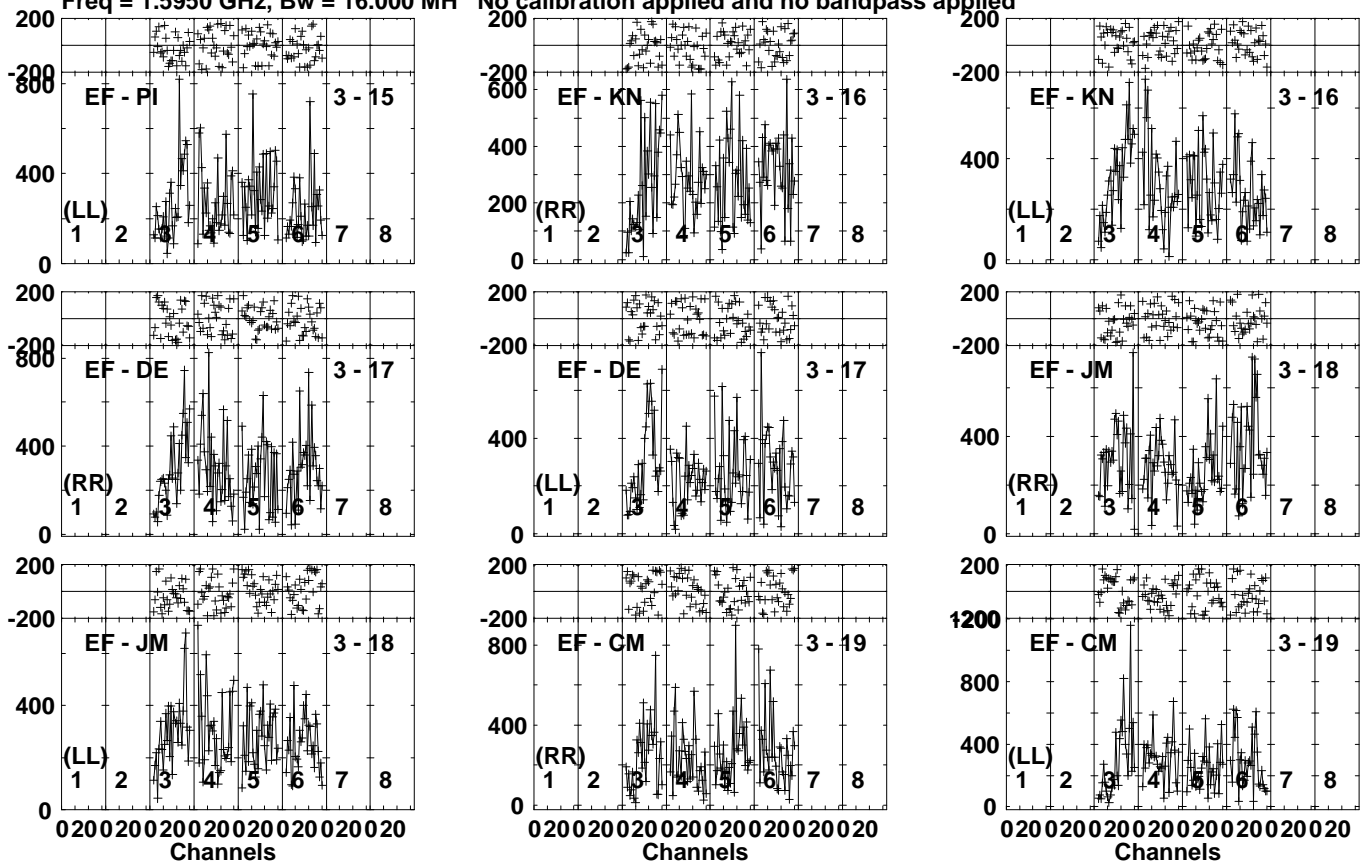 Freq = 1.5950 GHz, Bw = 16.000 MH No calibration applied and no bandpass applied
200 200 200
-200 -200 -200
800 EF - PI 3 - 15 600 EF - KN 3 - 16 EF - KN 3 - 16
400 400 400
200
(LL) (RR) (LL)
1 2 3 4 5 6 7 8 1 2 3 4 5 6 7 8 1 2 3 4 5 6 7 8
0 0 0
200 200 200
-200 -200 -200
800 EF - DE 3 - 17 EF - DE 3 - 17 EF - JM 3 - 18
400 400 400
(RR) (LL) (RR)
1 2 3 4 5 6 7 8 1 2 3 4 5 6 7 8 1 2 3 4 5 6 7 8
0 0 0
200 200 200
-200 -200 -200
1200
EF - JM 3 - 18 800 EF - CM 3 - 19 EF - CM 3 - 19
800
400 400 400
(LL) (RR) (LL)
1 2 3 4 5 6 7 8 1 2 3 4 5 6 7 8 1 2 3 4 5 6 7 8
0 0 0
0 20 0 20 0 20 0 20 0 20 0 20 0 20 0 20 0 20 0 20 0 20 0 20 0 20 0 20 0 20 0 20 0 20 0 20 0 20 0 20 0 20 0 20 0 20 0 20
Channels Channels Channels